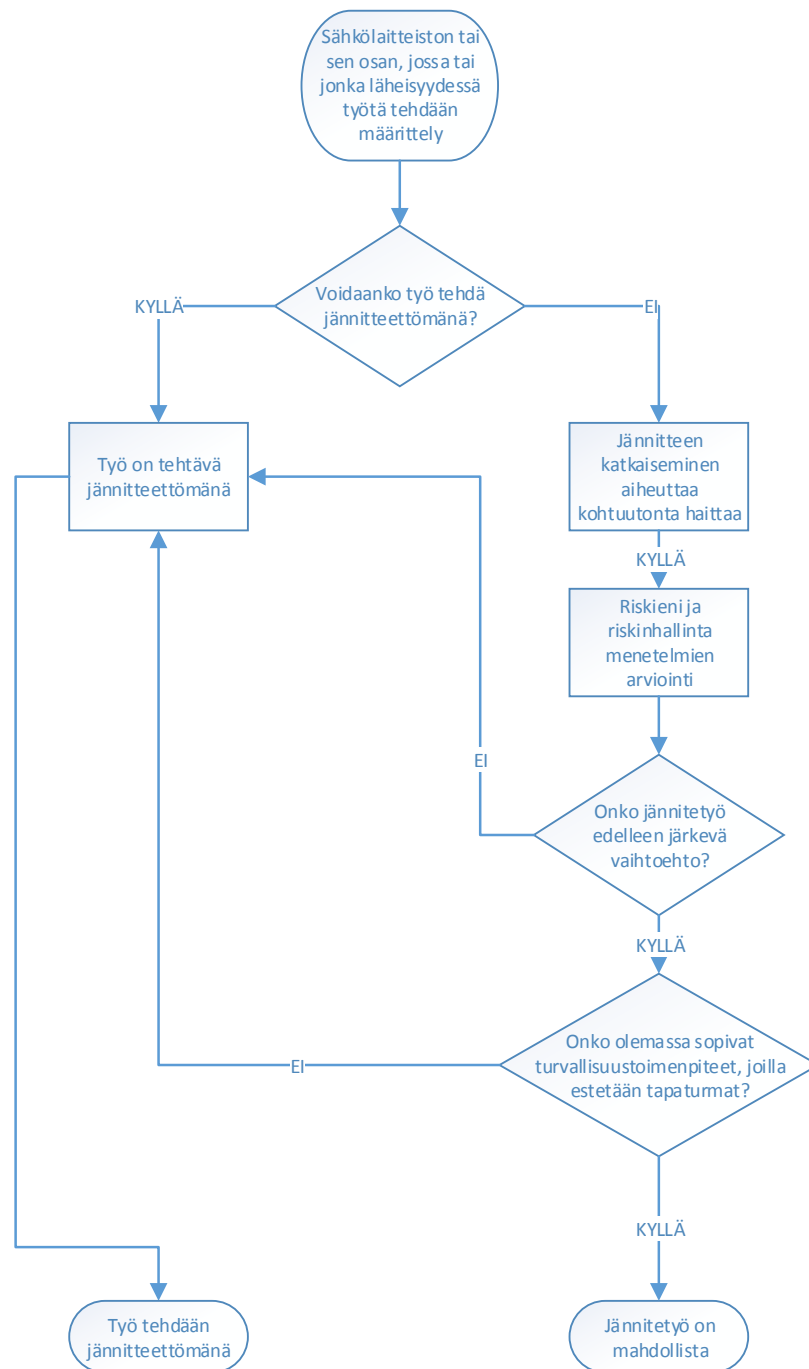 Sähkölaitteiston tai
sen osan, jossa tai
jonka läheisyydessä
työtä tehdään
määrittely
Voidaanko työ tehdä
jännitteettömänä?
KYLLÄ
EI
Työ on tehtävä
jännitteettömänä
Jännitteen
katkaiseminen
aiheuttaa
kohtuutonta haittaa
KYLLÄ
Riskieni ja
riskinhallinta
menetelmien
arviointi
EI
Onko jännitetyö
edelleen järkevä
vaihtoehto?
KYLLÄ
Onko olemassa sopivat
turvallisuustoimenpiteet, joilla
estetään tapaturmat?
EI
KYLLÄ
Työ tehdään
jännitteettömänä
Jännitetyö on
mahdollista